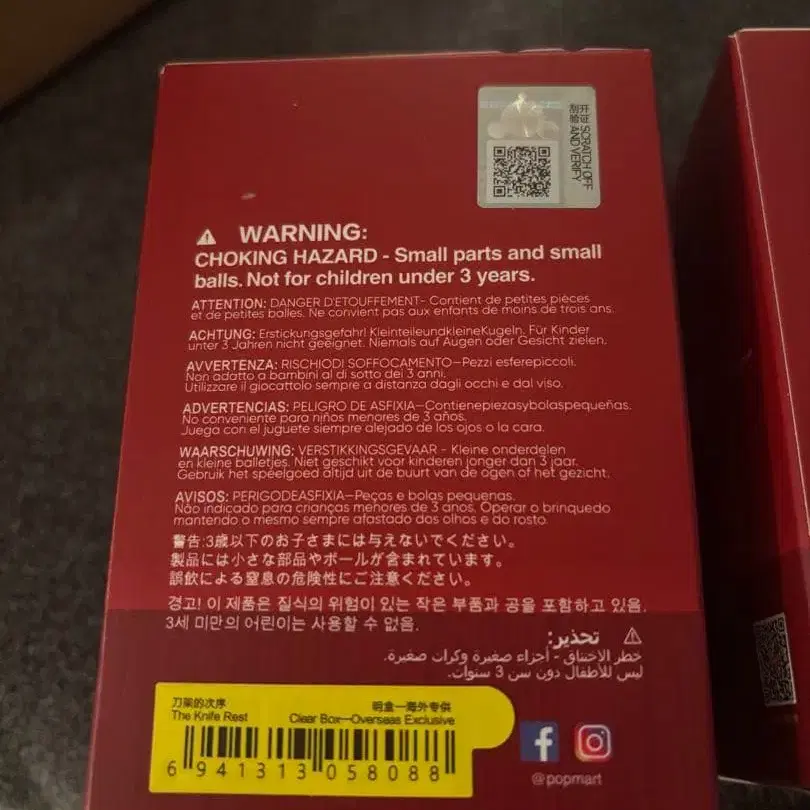 开证 SCRATCH OFF
刮验 AND VERIFY
WARNING:
CHOKING HAZARD - Small parts and small
balls. Not for children under 3 years.
ATTENTION: DANGER D'ETOUFFEMENT- Contient de petites pièces
et de petites balles. Ne convient pas aux enfants de moins de trois ans.
ACHTUNG: Erstickungsgefahr! KleinteileundkleineKugeln. Für Kinder
unter 3 Jahren nicht geeignet. Niemals auf Augen oder Gesicht zielen.
AVVERTENZA: RISCHIODI SOFFOCAMENTO—Pezzi esferepiccoli.
Non adatto a bambini al di sotto dei 3 anni.
Utilizzare il giocattolo sempre a distanza dagli occhi e dal viso.
ADVERTENCIAS: PELIGRO DE ASFIXIA—Contienepiezasybolaspequeñas.
No conveniente para niños menores de 3 años.
Juega con el juguete siempre alejado de los ojos o la cara.
WAARSCHUWING: VERSTIKKINGSGEVAAR - Kleine onderdelen
en kleine balletjes. Niet geschikt voor kinderen jonger dan 3 jaar.
Gebruik het speelgoed altijd uit de buurt van de ogen of het gezicht.
AVISOS: PERIGODEASFIXIA—Peças e bolas pequenas.
Não indicado para crianças menores de 3 anos. Operar o brinquedo
mantendo o mesmo sempre afastado dos olhos e do rosto.
警告:3歳以下のお子さまには与えないでください。
製品には小さな部品やボールが含まれています。
誤飲による窒息の危険性にご注意ください。
경고! 이 제품은 질식의 위험이 있는 작은 부품과 공을 포함하고 있음.
3세 미만의 어린이는 사용할 수 없음.
تحذير:
خطر الاختناق - أجزاء صغيرة وكرات صغيرة.
ليس للأطفال دون سن 3 سنوات.
刀架的次序 明盒—海外专供
The Knife Rest Clear Box—Overseas Exclusive
6 941313 058088
@popmart